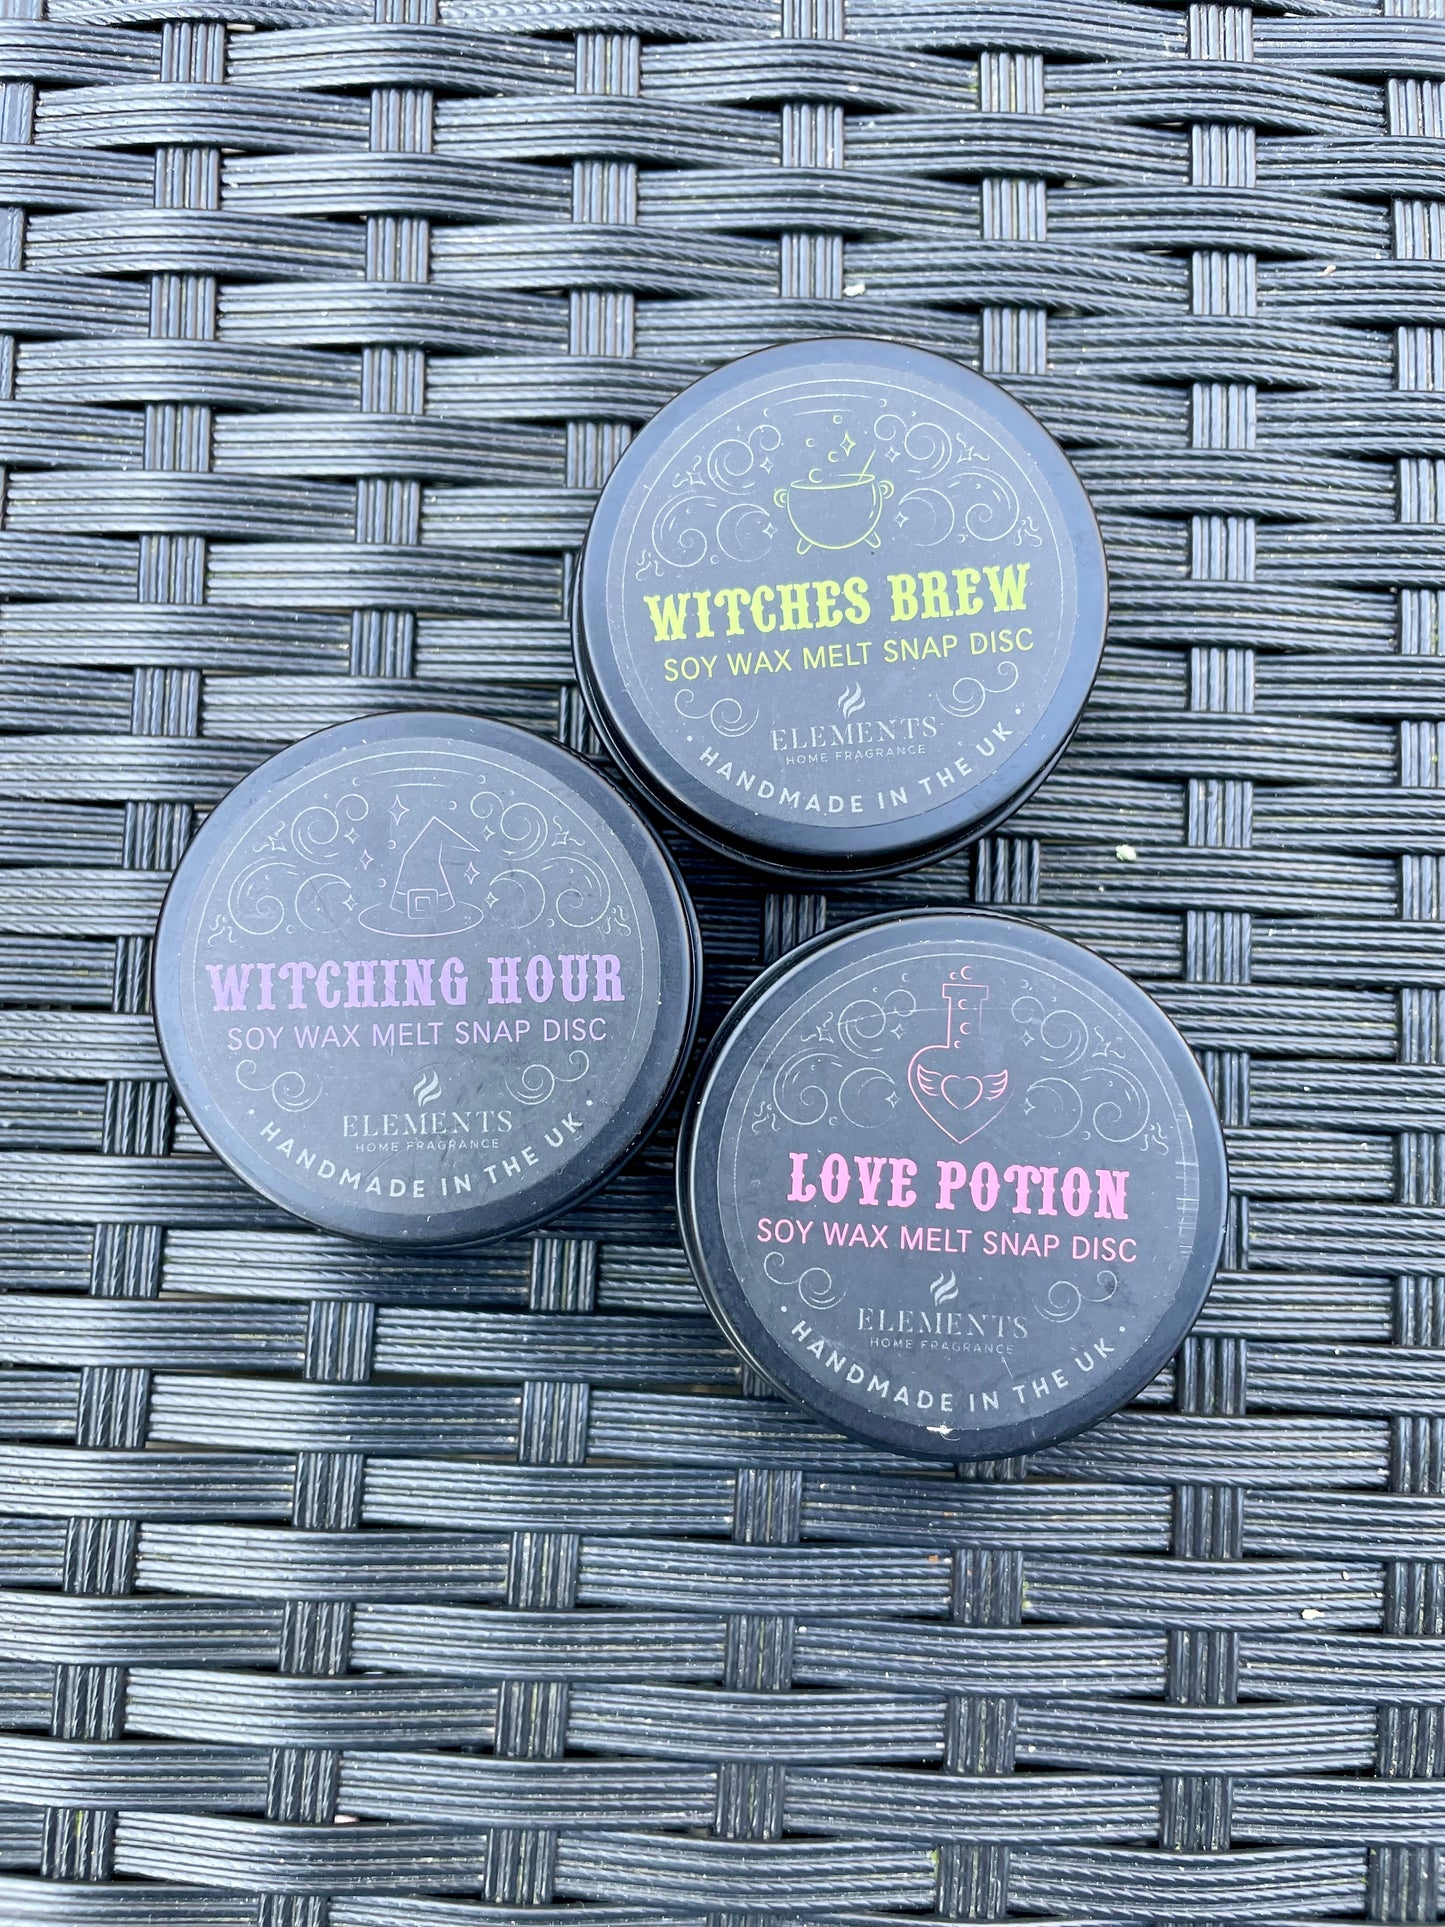 WITCHES BREW
SOY WAX MELT SNAP DISC
ELEMENTS
HOME FRAGRANCE
• HANDMADE IN THE UK •
WITCHING HOUR
SOY WAX MELT SNAP DISC
ELEMENTS
HOME FRAGRANCE
• HANDMADE IN THE UK •
LOVE POTION
SOY WAX MELT SNAP DISC
ELEMENTS
HOME FRAGRANCE
• HANDMADE IN THE UK •